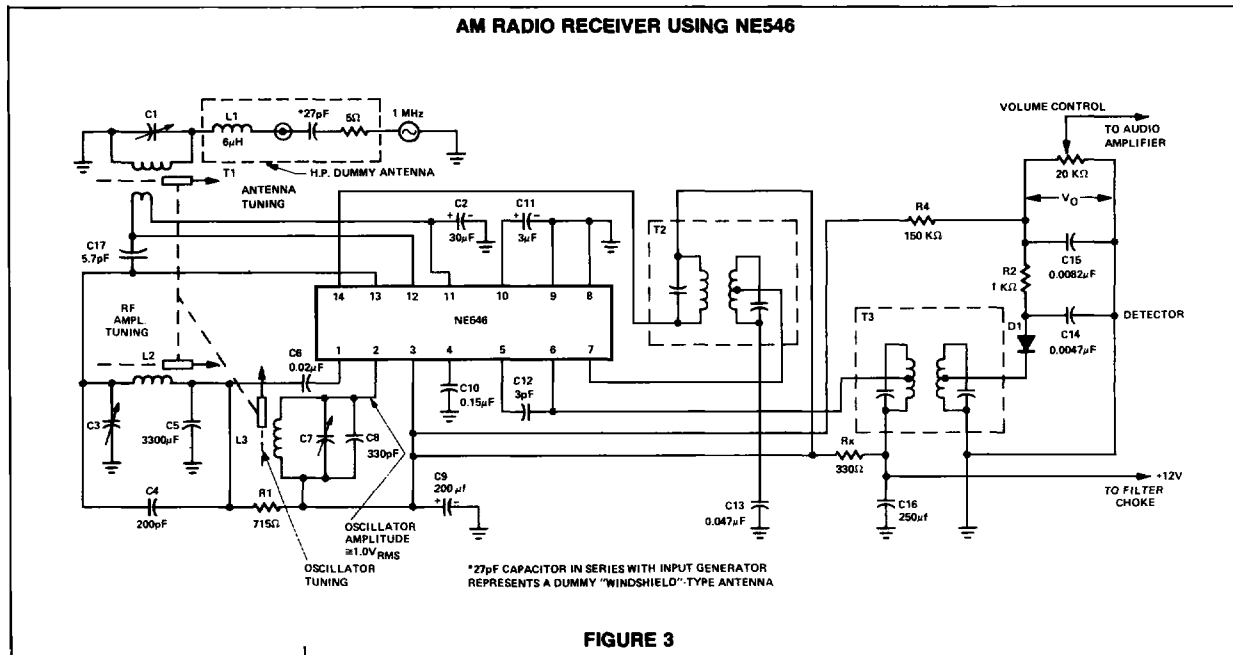 AM RADIO RECEIVER USING NE546
C1
L1
6μH
*27pF
5Ω
1 MHz
H.P. DUMMY ANTENNA
T1
ANTENNA
TUNING
VOLUME CONTROL
TO AUDIO
AMPLIFIER
20 KΩ
VO
C17
5.7pF
C2
30μF
C11
3μF
R4
150 KΩ
C15
0.0082μF
R2
1 KΩ
T2
14
13
12
11
10
9
8
NE546
1
2
3
4
5
6
7
RF
AMPL.
TUNING
L2
C6
0.02μF
C10
0.15μF
C12
3pF
T3
D1
DETECTOR
C14
0.0047μF
C3
C5
3300μF
L3
C7
C8
330pF
C4
200pF
R1
715Ω
C9
200 μf
C13
0.047μF
Rx
330Ω
C16
250μf
+12V
TO FILTER
CHOKE
OSCILLATOR
TUNING
OSCILLATOR
AMPLITUDE
≅1.0VRMS
*27pF CAPACITOR IN SERIES WITH INPUT GENERATOR
REPRESENTS A DUMMY "WINDSHIELD"-TYPE ANTENNA
FIGURE 3